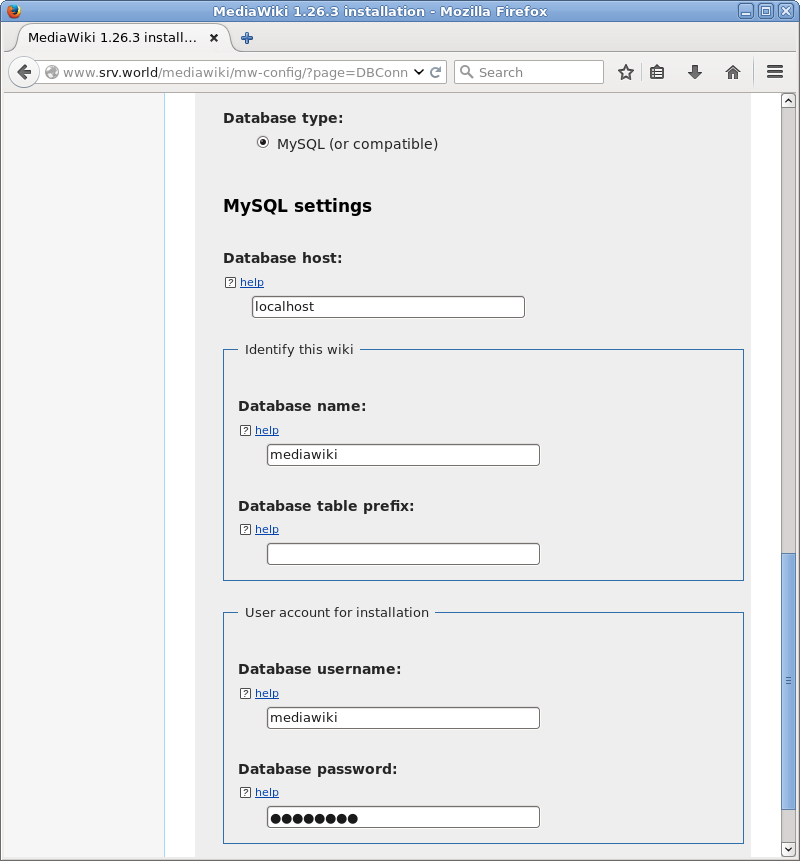 MediaWiki 1.26.3 installation - Mozilla Firefox
MediaWiki 1.26.3 install...
www.srv.world/mediawiki/mw-config/?page=DBConn
Search
Database type:
MySQL (or compatible)
MySQL settings
Database host:
? help
localhost
Identify this wiki
Database name:
? help
mediawiki
Database table prefix:
? help
User account for installation
Database username:
? help
mediawiki
Database password:
? help
●●●●●●●●